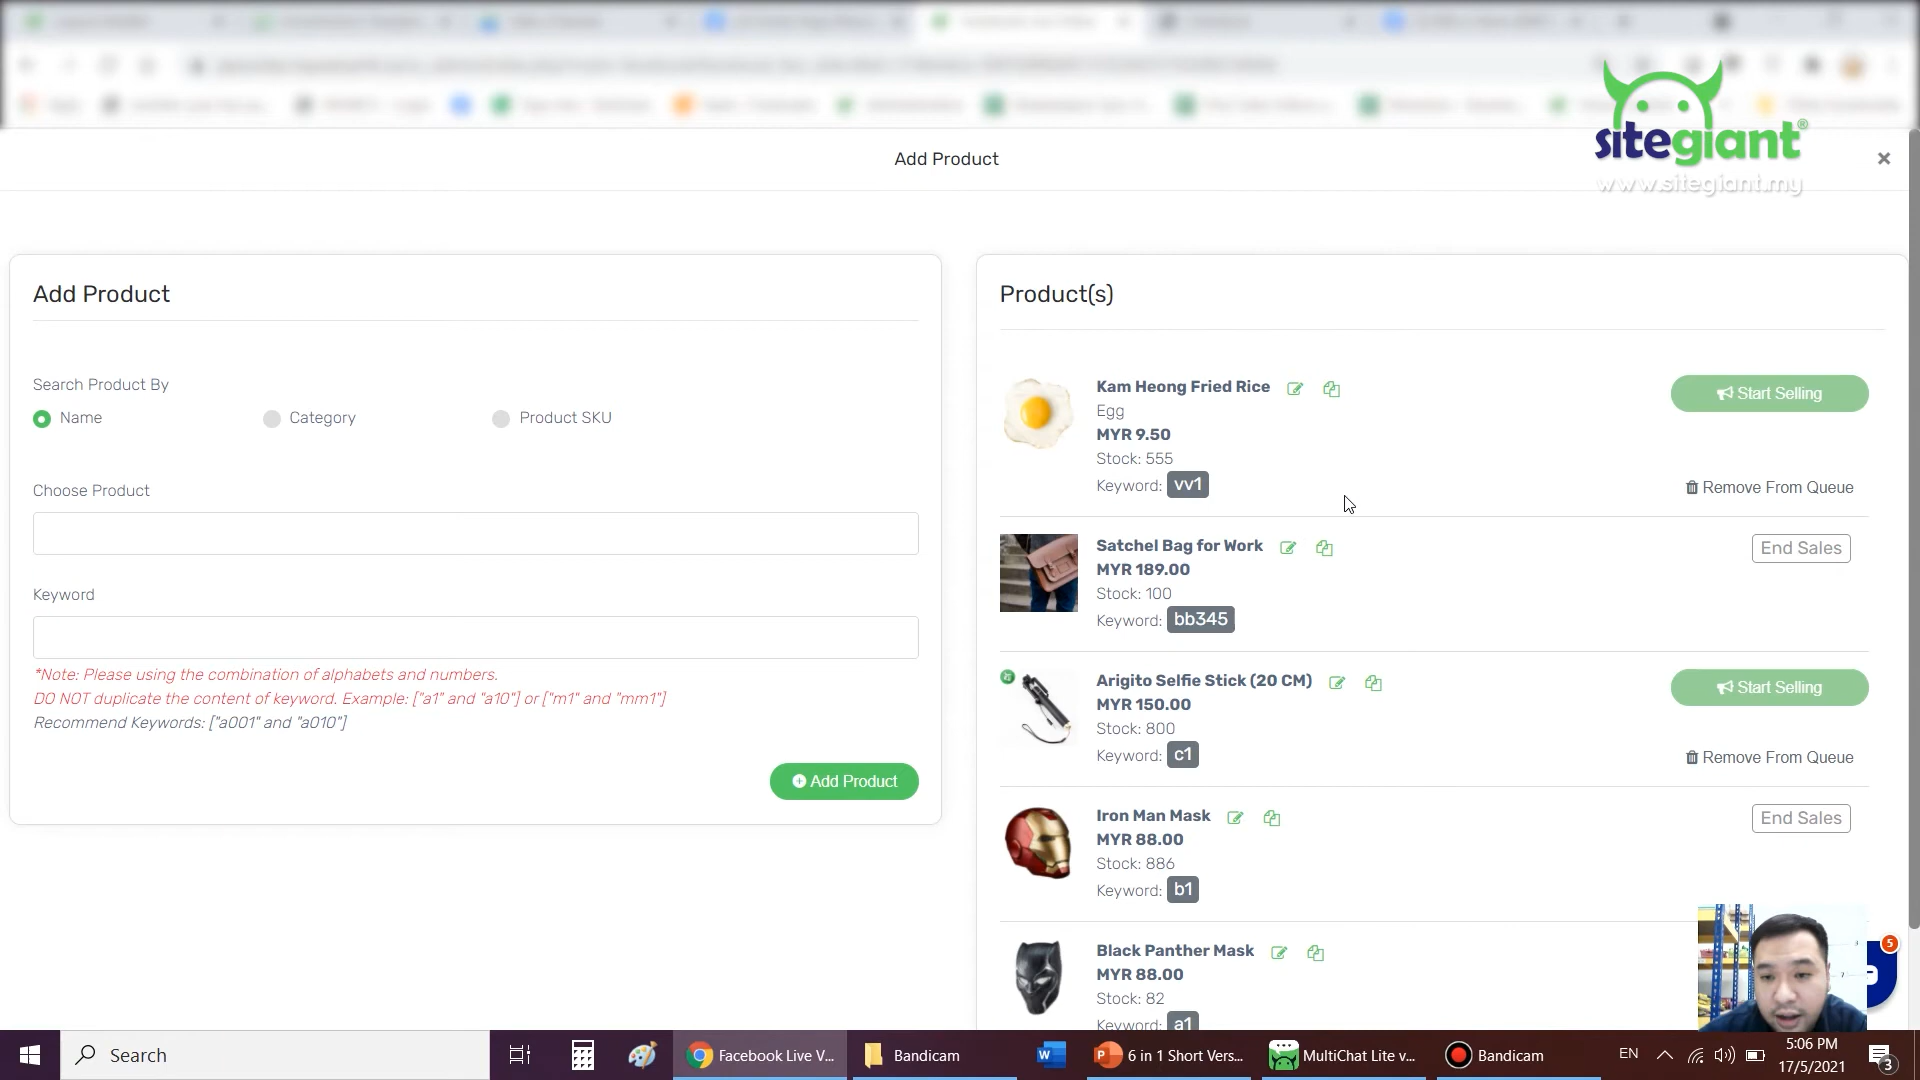 sitegiant®
www.sitegiant.my
Add Product
×
Add Product
Search Product By
Name
Category
Product SKU
Choose Product
Keyword
*Note: Please using the combination of alphabets and numbers.
DO NOT duplicate the content of keyword. Example: ["a1" and "a10"] or ["m1" and "mm1"]
Recommend Keywords: ["a001" and "a010"]
Add Product
Product(s)
Kam Heong Fried Rice
Egg
MYR 9.50
Stock: 555
Keyword: vv1
Start Selling
Remove From Queue
Satchel Bag for Work
MYR 189.00
Stock: 100
Keyword: bb345
End Sales
Arigito Selfie Stick (20 CM)
MYR 150.00
Stock: 800
Keyword: c1
Start Selling
Remove From Queue
Iron Man Mask
MYR 88.00
Stock: 886
Keyword: b1
End Sales
Black Panther Mask
MYR 88.00
Stock: 82
Keyword: a1
5
Search
Facebook Live V...
Bandicam
6 in 1 Short Vers...
MultiChat Lite v...
Bandicam
EN
5:06 PM
17/5/2021
3